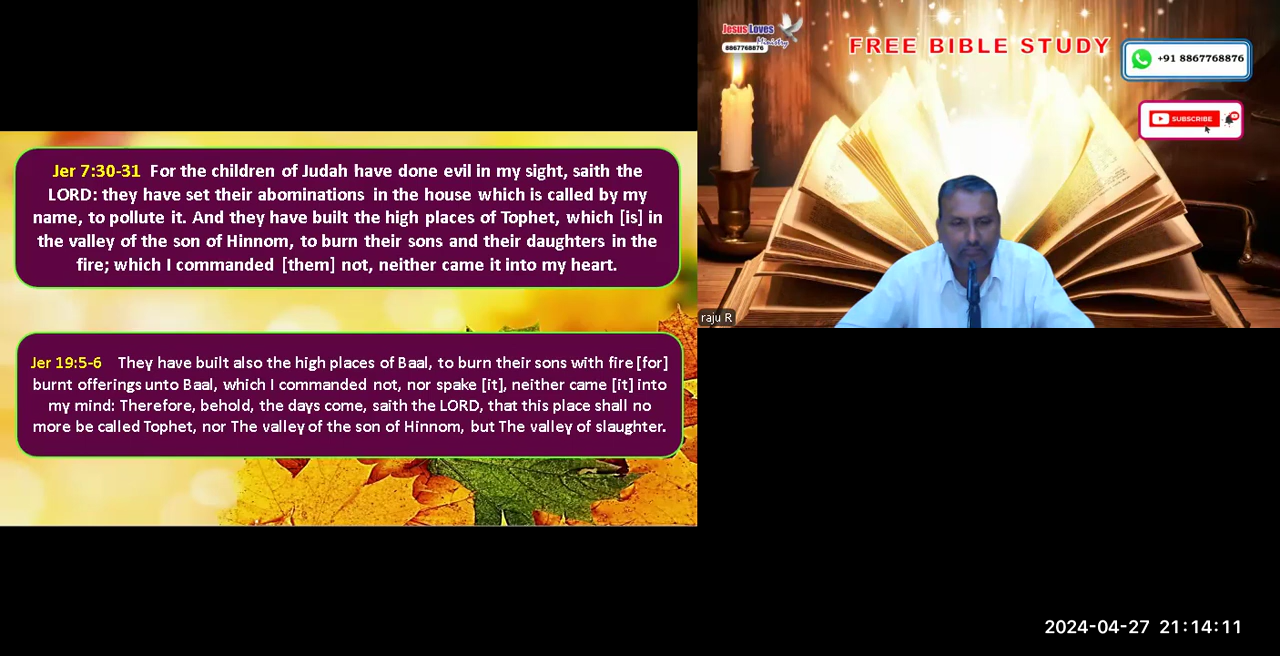 Jer 7:30-31 For the children of Judah have done evil in my sight, saith the
LORD: they have set their abominations in the house which is called by my
name, to pollute it. And they have built the high places of Tophet, which [is] in
the valley of the son of Hinnom, to burn their sons and their daughters in the
fire; which I commanded [them] not, neither came it into my heart.
Jer 19:5-6 They have built also the high places of Baal, to burn their sons with fire [for]
burnt offerings unto Baal, which I commanded not, nor spake [it], neither came [it] into
my mind: Therefore, behold, the days come, saith the LORD, that this place shall no
more be called Tophet, nor The valley of the son of Hinnom, but The valley of slaughter.
Jesus Loves
Ministry
8867768876
FREE BIBLE STUDY
+91 8867768876
SUBSCRIBE
raju R
2024-04-27 21:14:11